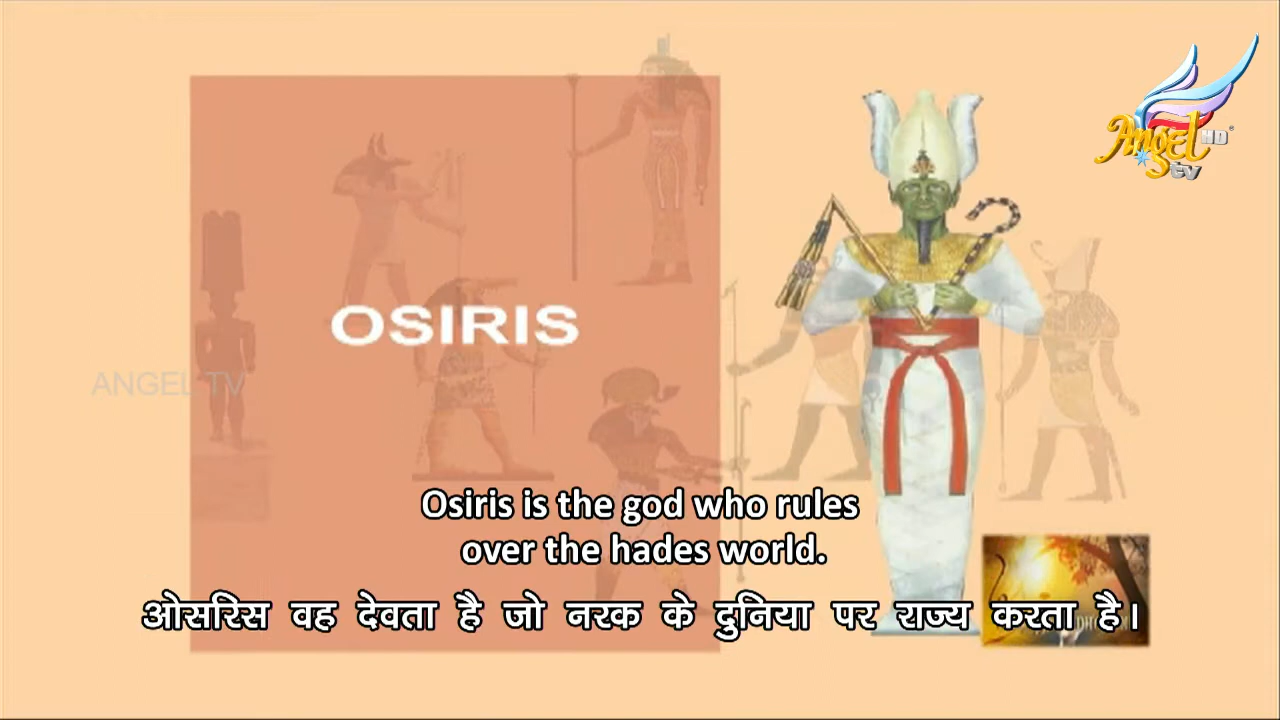 Angel HD
tv
OSIRIS
ANGEL TV
Osiris is the god who rules
over the hades world.
ओसरिस वह देवता है जो नरक के दुनिया पर राज्य करता है।